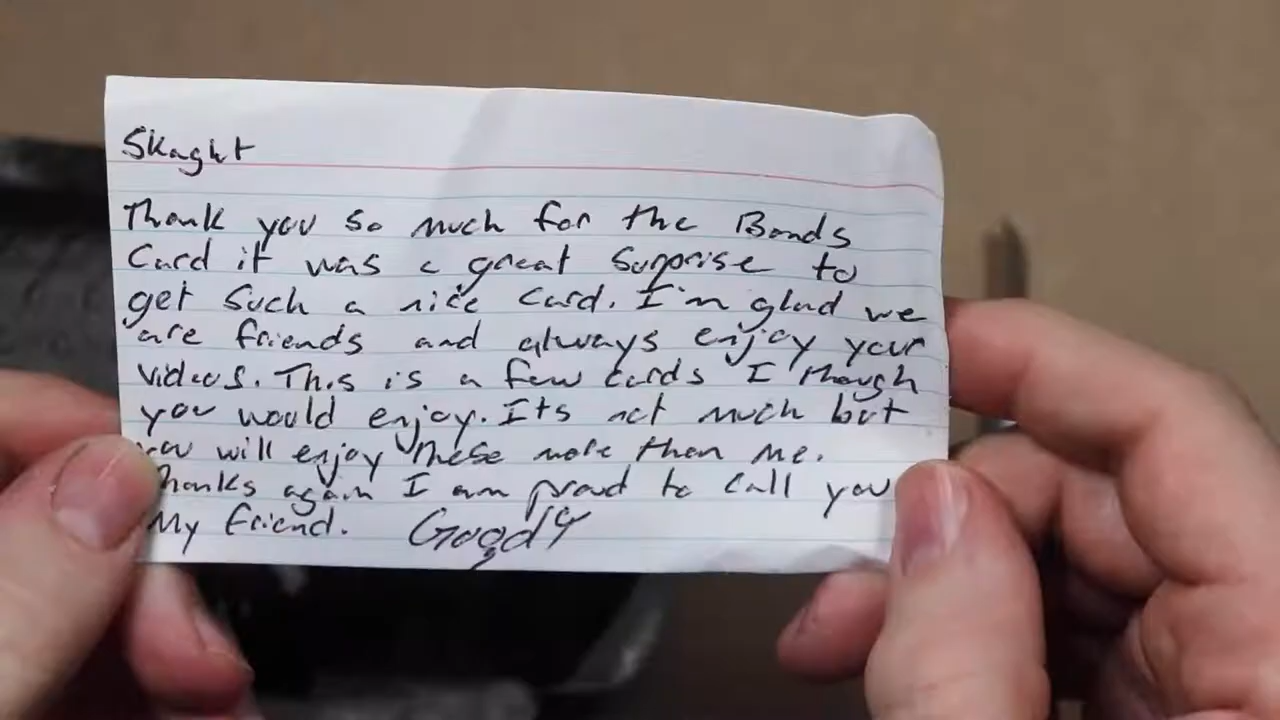 Skaght
Thank you so much for the Bonds
Card it was a great Surprise to
get Such a nice Card. I'm glad we
are friends and always enjoy your
videos. This is a few cards I though
you would enjoy. Its not much but
you will enjoy these more than me.
Thanks again I am proud to call you
My friend.